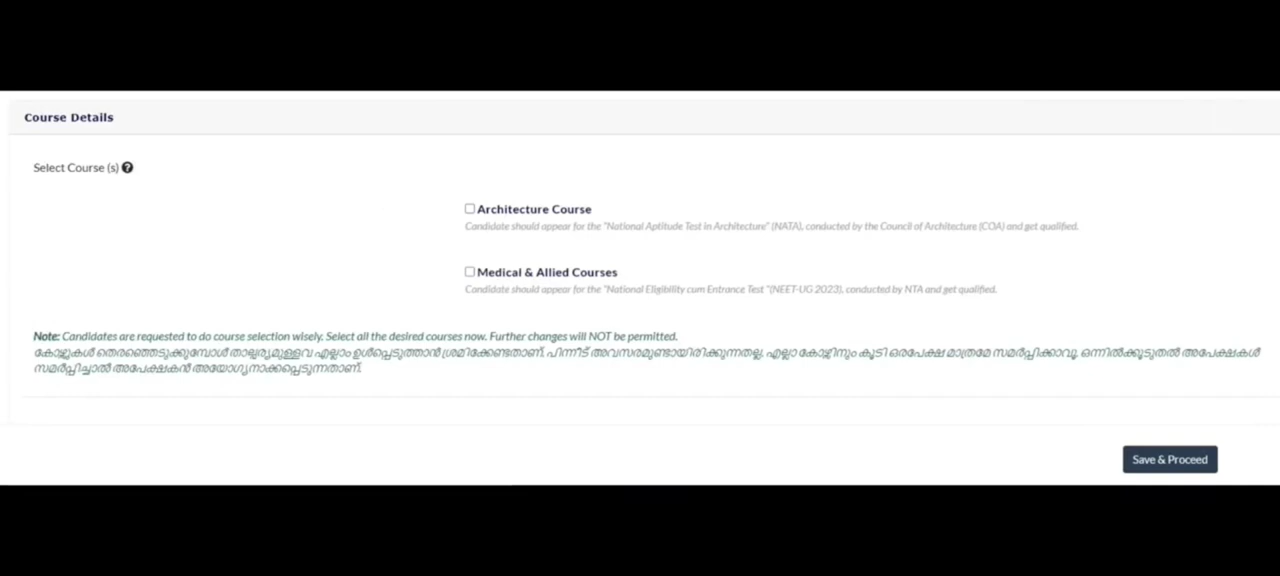 Course Details
Select Course (s) ?
Architecture Course
Candidate should appear for the "National Aptitude Test in Architecture" (NATA), conducted by the Council of Architecture (COA) and get qualified.
Medical & Allied Courses
Candidate should appear for the "National Eligibility cum Entrance Test "(NEET-UG 2023), conducted by NTA and get qualified.
Note: Candidates are requested to do course selection wisely. Select all the desired courses now. Further changes will NOT be permitted.
കോഴ്സുകൾ തെരഞ്ഞെടുക്കുമ്പോൾ താല്പര്യമുള്ളവ എല്ലാം ഉൾപ്പെടുത്താൻ ശ്രമിക്കേണ്ടതാണ്. പിന്നീട് അവസരമുണ്ടായിരിക്കുന്നതല്ല. എല്ലാ കോഴ്സിനും കൂടി ഒരപേക്ഷ മാത്രമേ സമർപ്പിക്കാവൂ. ഒന്നിൽക്കൂടുതൽ അപേക്ഷകൾ
സമർപ്പിച്ചാൽ അപേക്ഷകൻ അയോഗ്യനാക്കപ്പെടുന്നതാണ്.
Save & Proceed